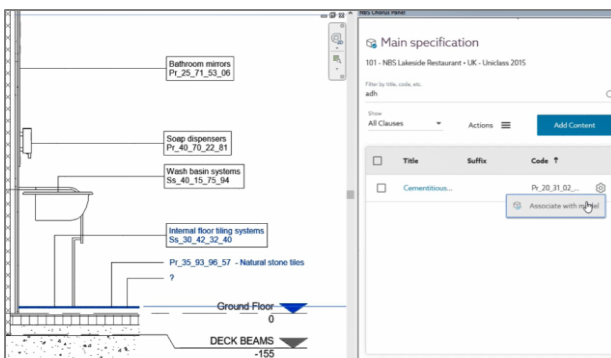 Bathroom mirrors
Pr_25_71_53_06
Soap dispensers
Pr_40_70_22_81
Wash basin systems
Ss_40_15_75_94
Internal floor tiling systems
Ss_30_42_32_40
Pr_35_93_96_57 - Natural stone tiles
?
Ground Floor
0
DECK BEAMS
-155
NBS Chorus Panel
Main specification
101 - NBS Lakeside Restaurant • UK - Uniclass 2015
Filter by title, code, etc.
adh
Show
All Clauses
Actions
Add Content
Title Suffix Code ↑
Cementitious... Pr_20_31_02_...
Associate with model